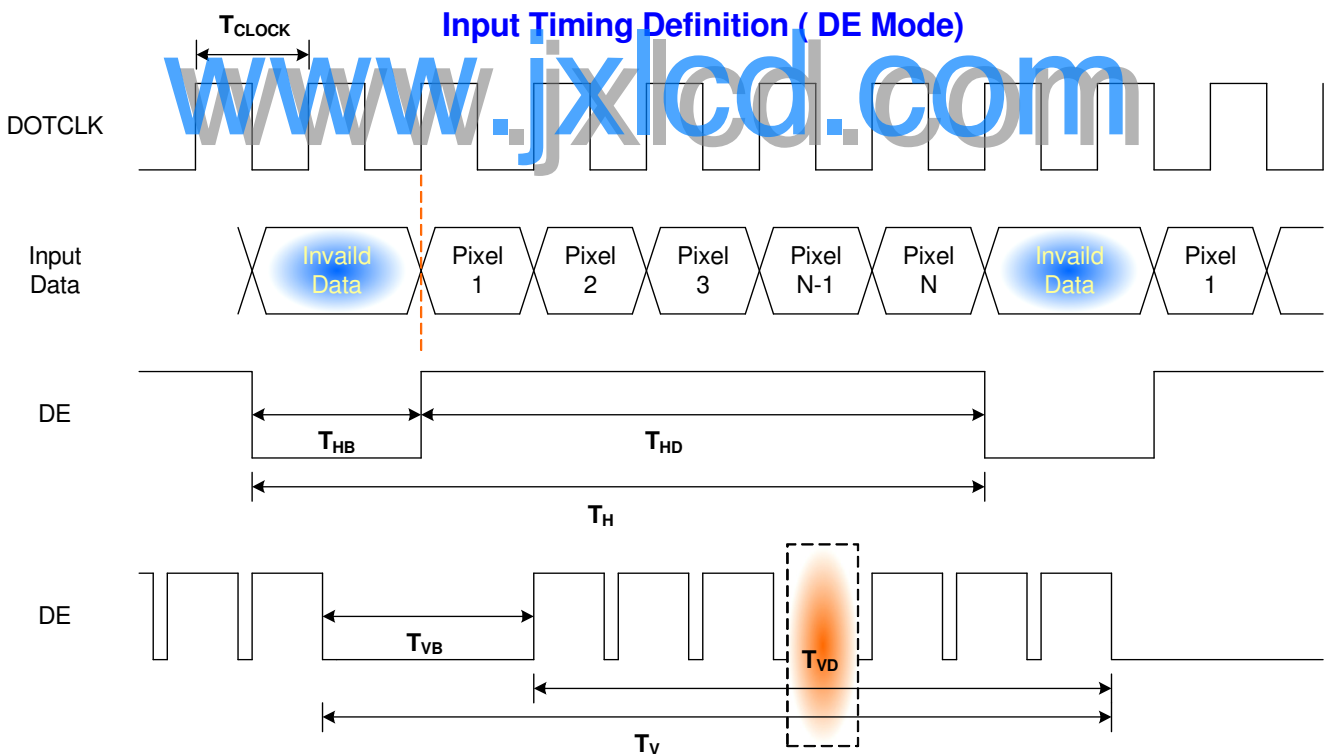 Input Timing Definition ( DE Mode)
TCLOCK
www.jxlcd.com
DOTCLK
Input
Data
Invaild
Data
Pixel
1
Pixel
2
Pixel
3
Pixel
N-1
Pixel
N
Invaild
Data
Pixel
1
DE
THB
THD
TH
DE
TVB
TVD
TV